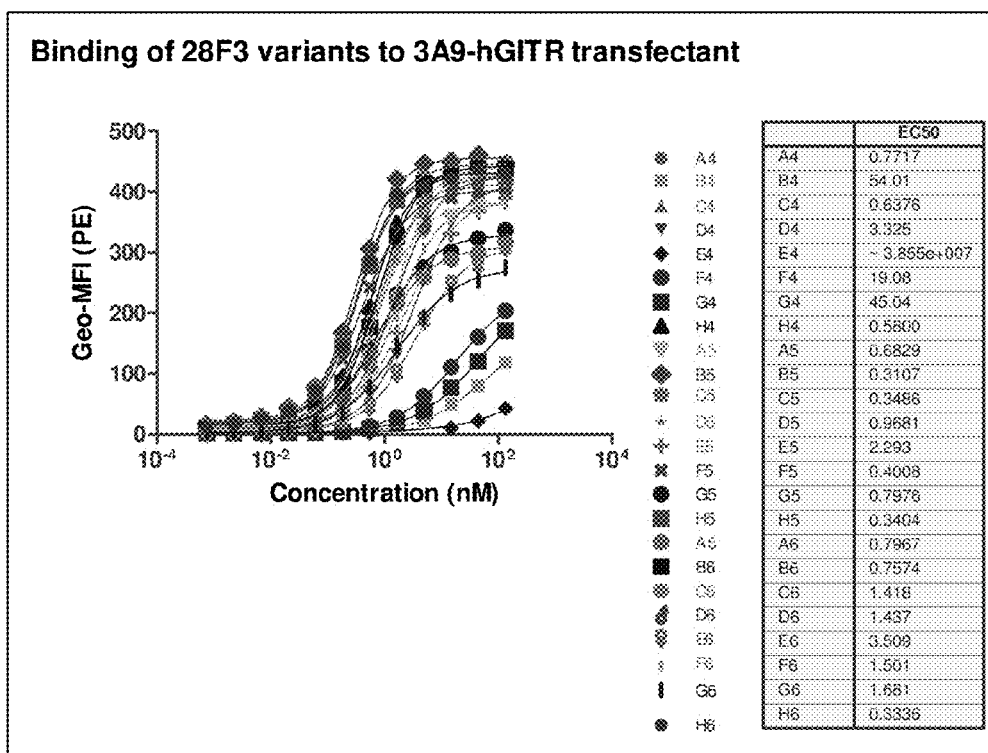 Binding of 28F3 variants to 3A9-hGITR transfectant
Geo-MFI (PE)
500
400
300
200
100
0
10⁻⁴
10⁻²
10⁰
10²
10⁴
Concentration (nM)
A4
B4
C4
D4
E4
F4
G4
H4
A5
B5
C5
D5
E5
F5
G5
H5
A6
B6
C6
D6
E6
F6
G6
H6
EC50
A4 0.7717
B4 54.01
C4 0.6376
D4 3.325
E4 ~ 3.855e+007
F4 19.08
G4 45.04
H4 0.5800
A5 0.6829
B5 0.3107
C5 0.3486
D5 0.9681
E5 2.293
F5 0.4008
G5 0.7976
H5 0.3404
A6 0.7967
B6 0.7574
C6 1.418
D6 1.437
E6 3.509
F6 1.501
G6 1.681
H6 0.3336